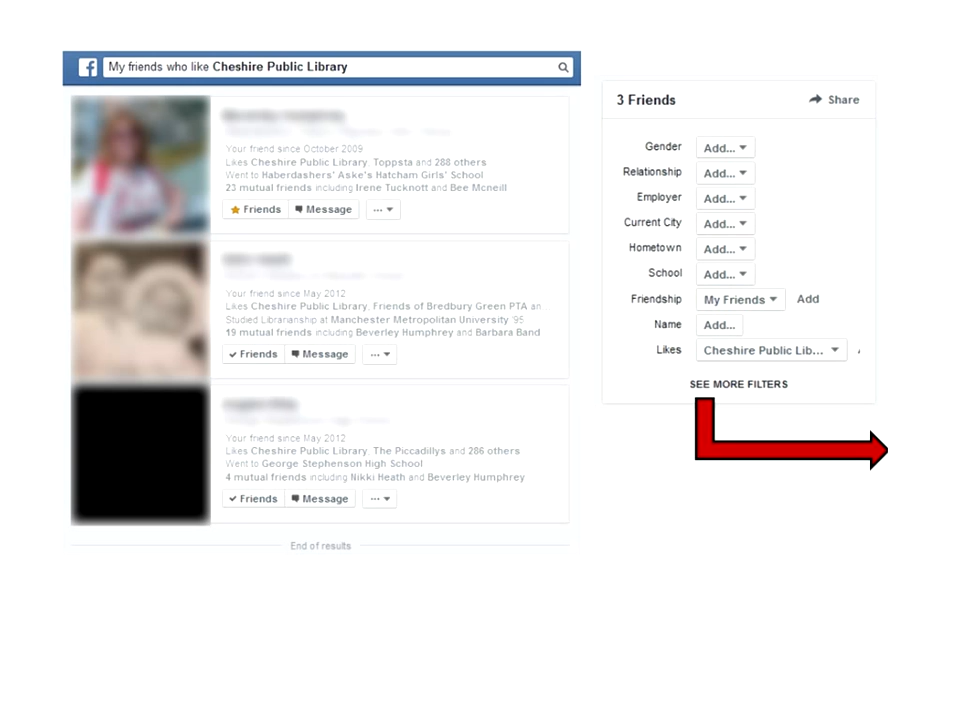 f My friends who like Cheshire Public Library
Your friend since October 2009
Likes Cheshire Public Library, Toppsta and 288 others
Went to Haberdashers' Aske's Hatcham Girls' School
23 mutual friends including Irene Tucknott and Bee Mcneill
Friends Message ...
Your friend since May 2012
Likes Cheshire Public Library, Friends of Bredbury Green PTA an...
Studied Librarianship at Manchester Metropolitan University '95
19 mutual friends including Beverley Humphrey and Barbara Band
Friends Message ...
Your friend since May 2012
Likes Cheshire Public Library, The Piccadillys and 286 others
Went to George Stephenson High School
4 mutual friends including Nikki Heath and Beverley Humphrey
Friends Message ...
End of results
3 Friends Share
Gender Add...
Relationship Add...
Employer Add...
Current City Add...
Hometown Add...
School Add...
Friendship My Friends Add
Name Add...
Likes Cheshire Public Lib...
SEE MORE FILTERS